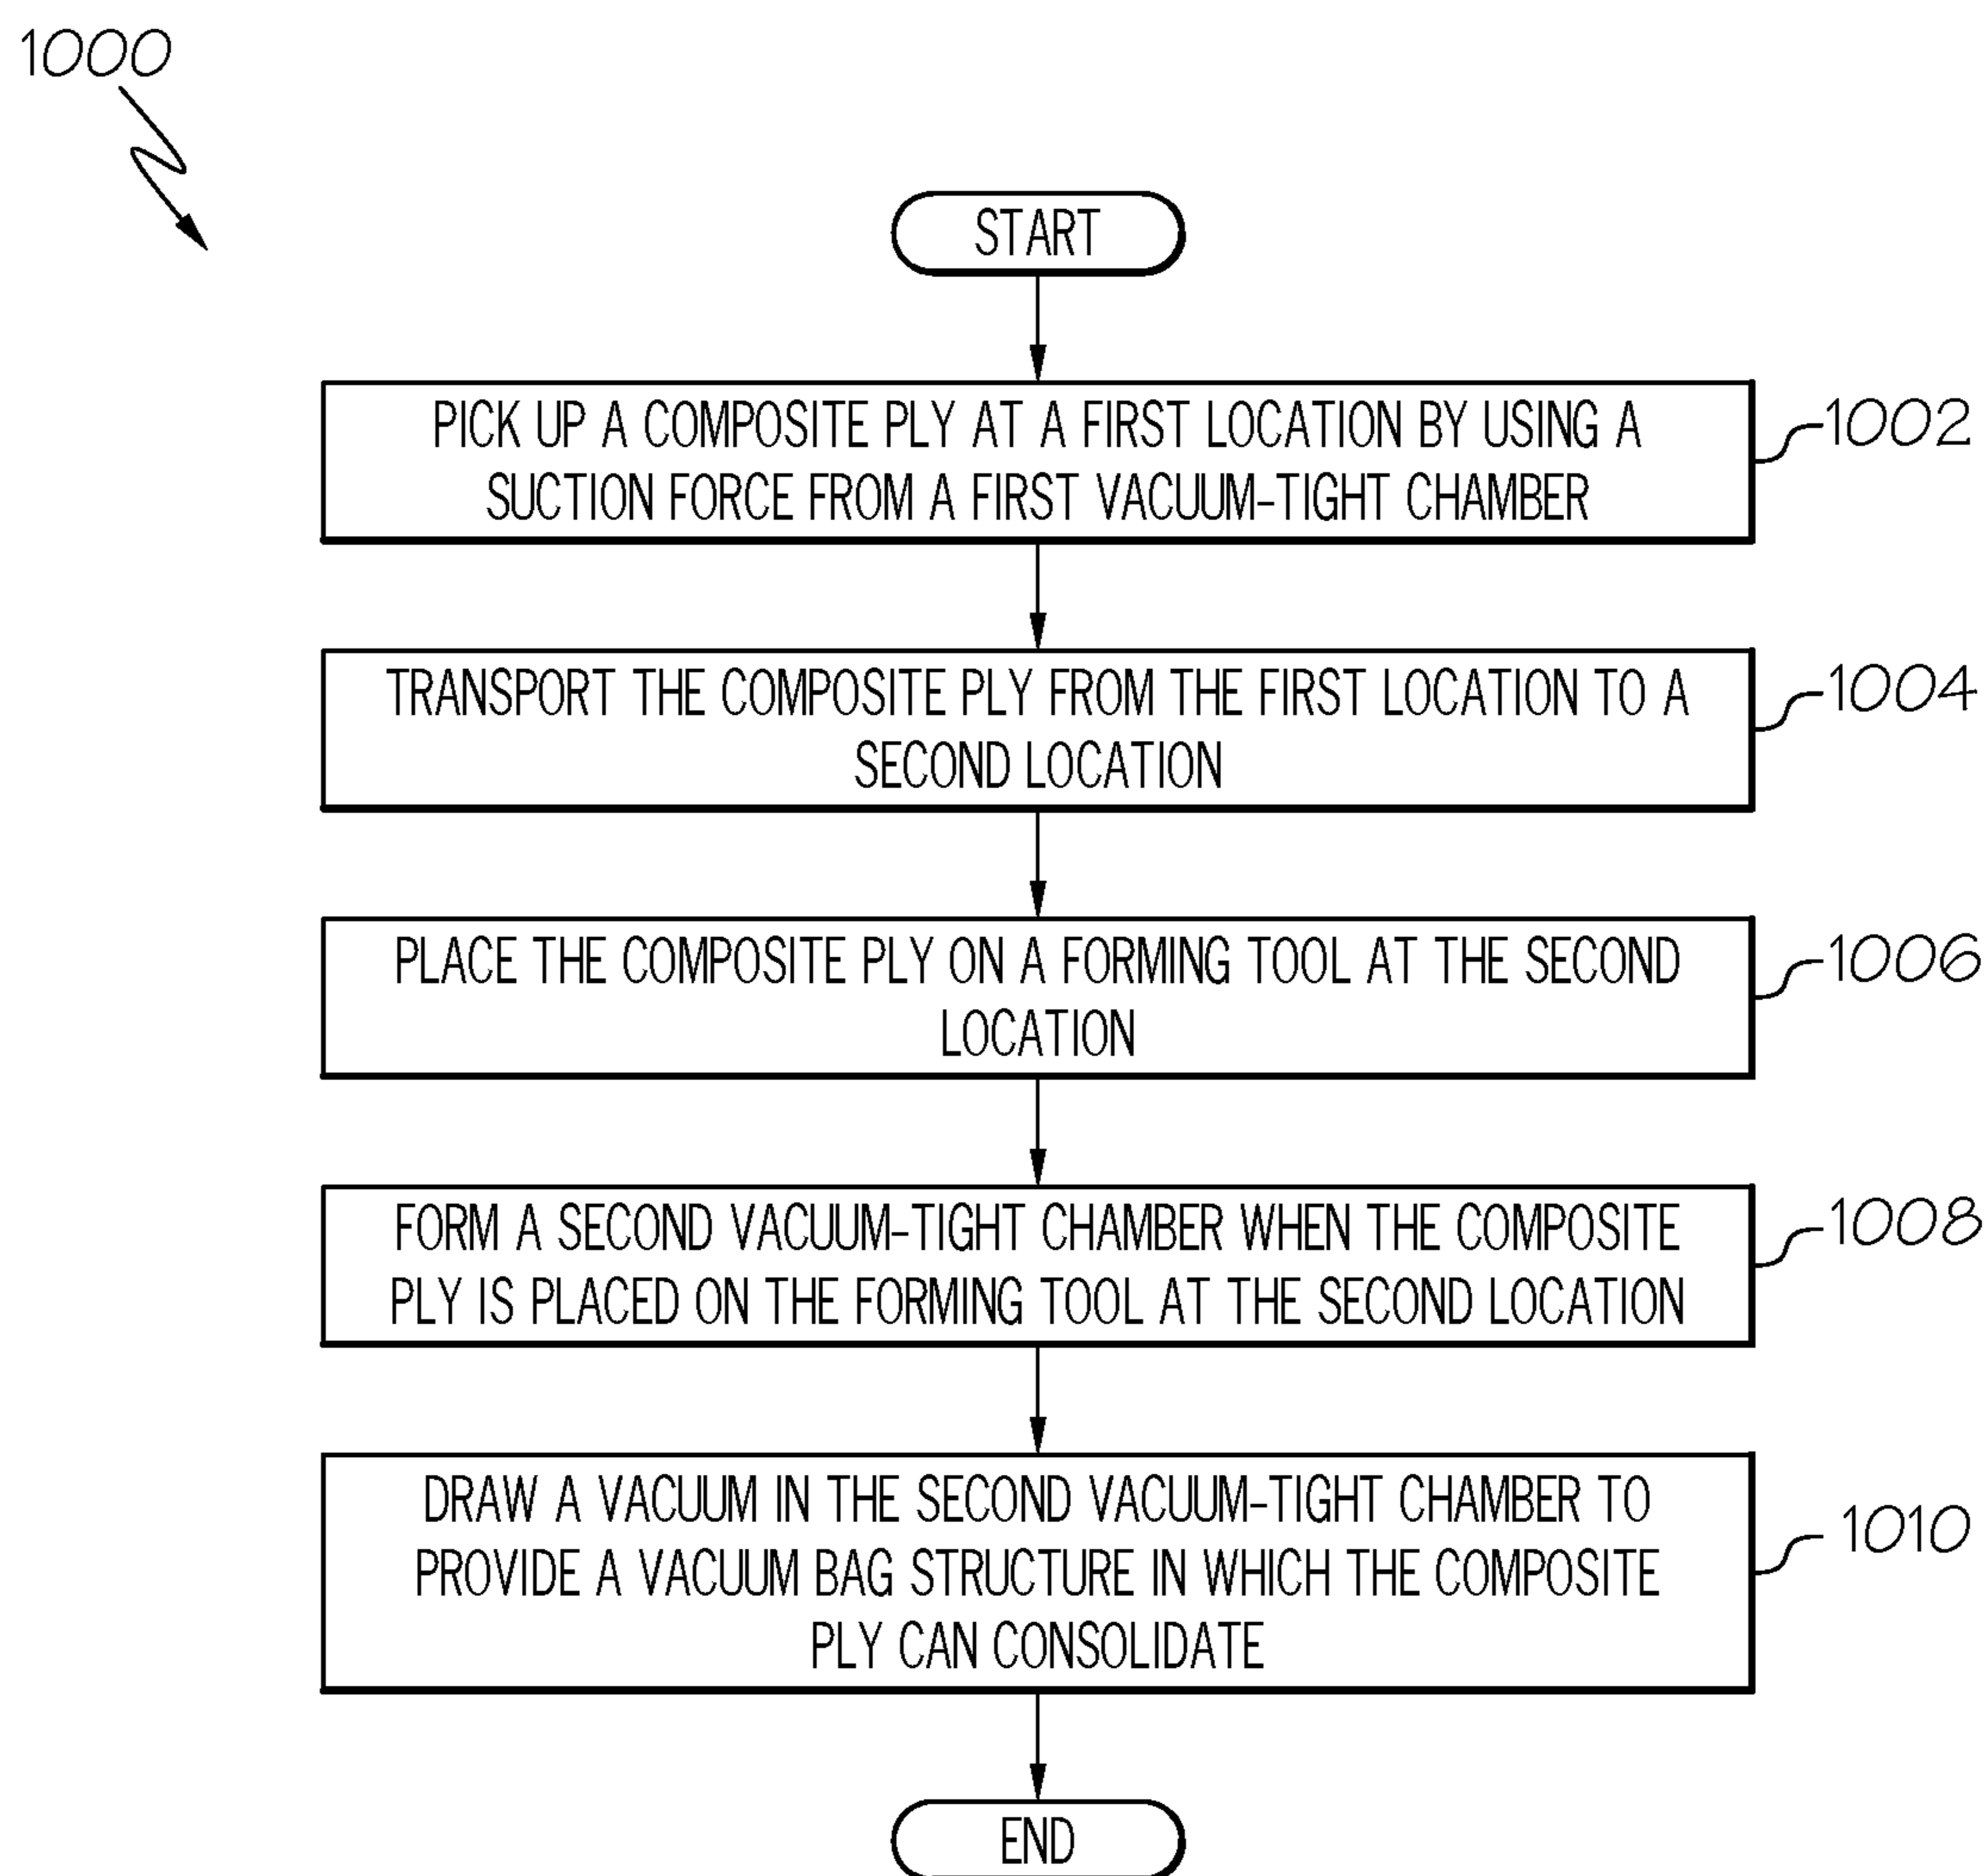 1000
START
PICK UP A COMPOSITE PLY AT A FIRST LOCATION BY USING A
SUCTION FORCE FROM A FIRST VACUUM-TIGHT CHAMBER
1002
TRANSPORT THE COMPOSITE PLY FROM THE FIRST LOCATION TO A
SECOND LOCATION
1004
PLACE THE COMPOSITE PLY ON A FORMING TOOL AT THE SECOND
LOCATION
1006
FORM A SECOND VACUUM-TIGHT CHAMBER WHEN THE COMPOSITE
PLY IS PLACED ON THE FORMING TOOL AT THE SECOND LOCATION
1008
DRAW A VACUUM IN THE SECOND VACUUM-TIGHT CHAMBER TO
PROVIDE A VACUUM BAG STRUCTURE IN WHICH THE COMPOSITE
PLY CAN CONSOLIDATE
1010
END